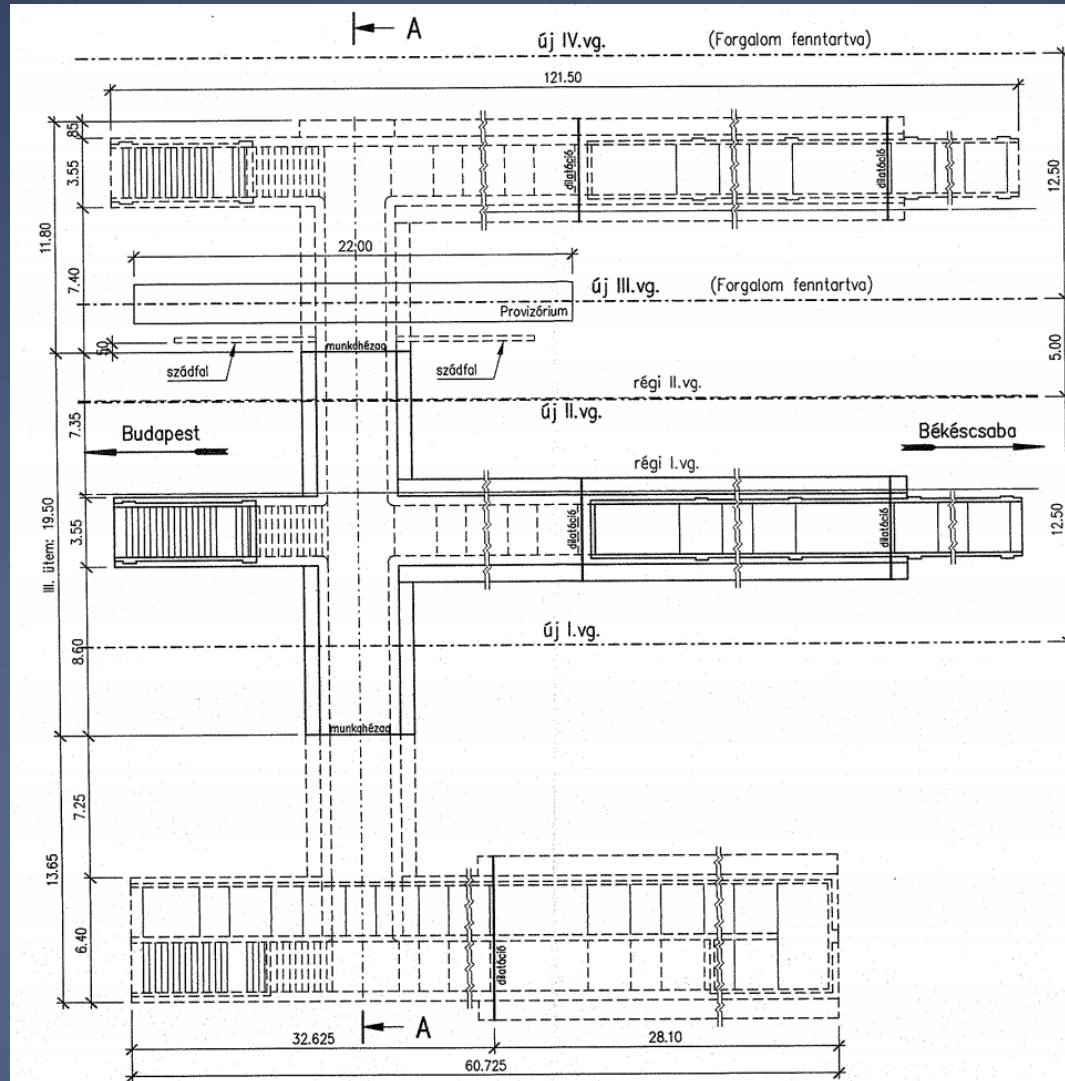 A
új IV.vg. (Forgalom fenntartva)
121.50
85
3.55
11.80
7.40
dilatáció
dilatáció
12.50
22.00
új III.vg. (Forgalom fenntartva)
Provizórium
50
munkahézag
szádfal
szádfal
5.00
régi II.vg.
új II.vg.
7.35
Budapest
Békéscsaba
régi I.vg.
III. ütem: 19.50
3.55
dilatáció
dilatáció
12.50
új I.vg.
8.60
munkahézag
7.25
13.65
6.40
dilatáció
A
32.625
28.10
60.725